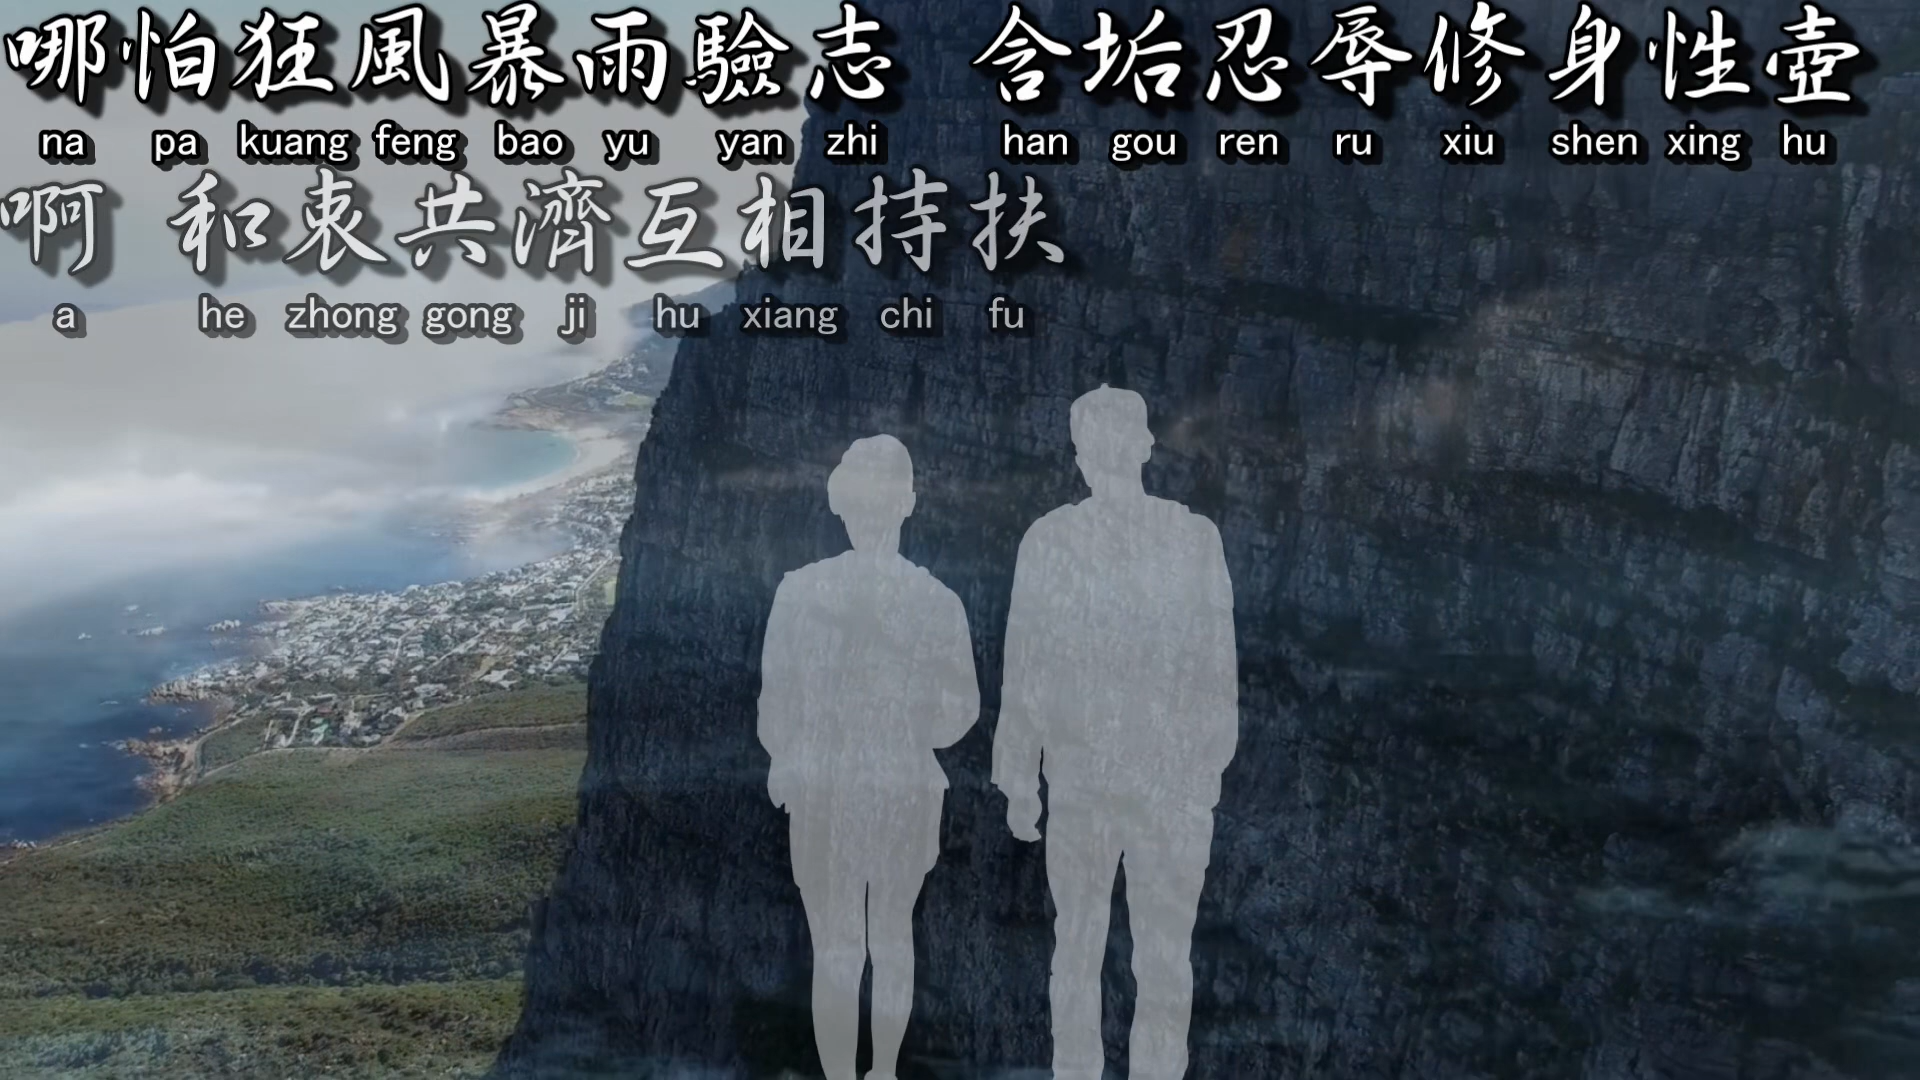 哪怕狂風暴雨驗志 含垢忍辱修身性壺
na pa kuang feng bao yu yan zhi han gou ren ru xiu shen xing hu
啊 和衷共濟互相持扶
a he zhong gong ji hu xiang chi fu